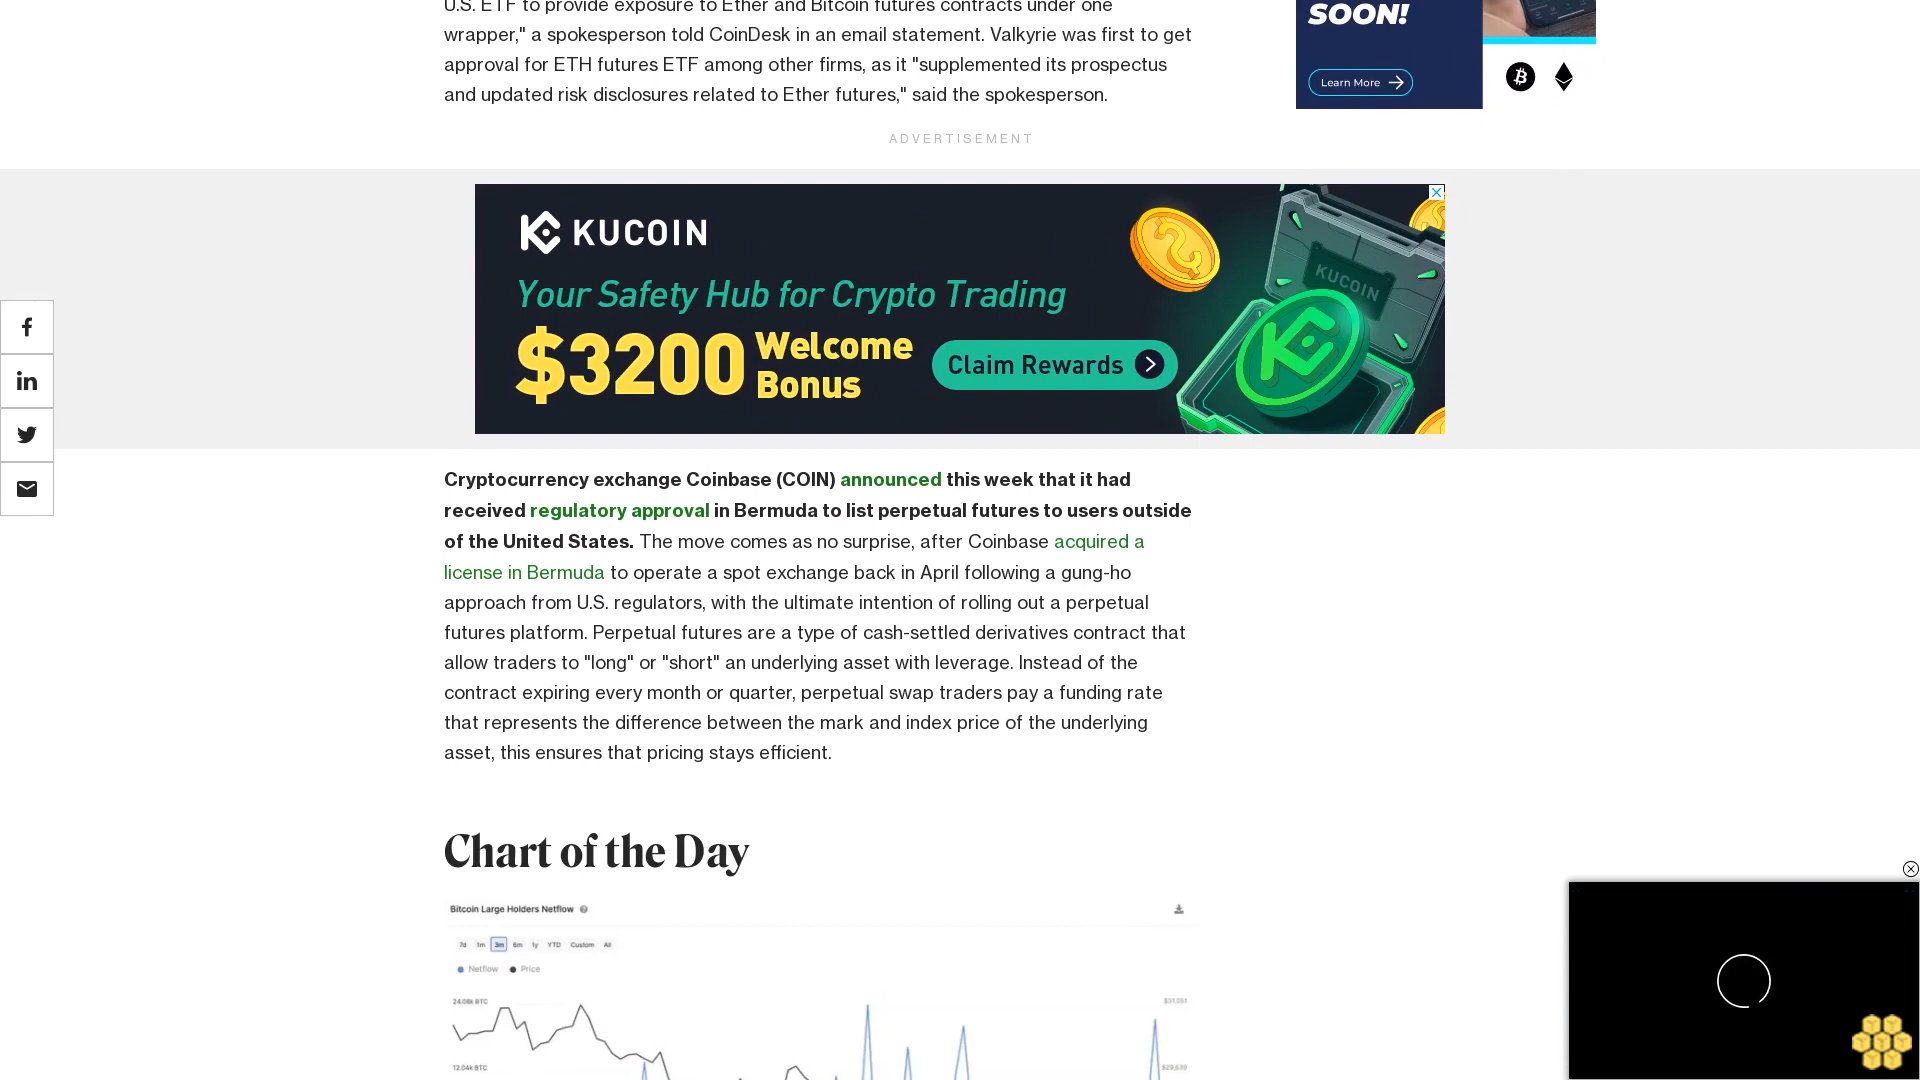 U.S. ETF to provide exposure to Ether and Bitcoin futures contracts under one
wrapper," a spokesperson told CoinDesk in an email statement. Valkyrie was first to get
approval for ETH futures ETF among other firms, as it "supplemented its prospectus
and updated risk disclosures related to Ether futures," said the spokesperson.
SOON!
Learn More
ADVERTISEMENT
KUCOIN
Your Safety Hub for Crypto Trading
$3200 Welcome
Bonus
Claim Rewards
KUCOIN
Cryptocurrency exchange Coinbase (COIN) announced this week that it had
received regulatory approval in Bermuda to list perpetual futures to users outside
of the United States. The move comes as no surprise, after Coinbase acquired a
license in Bermuda to operate a spot exchange back in April following a gung-ho
approach from U.S. regulators, with the ultimate intention of rolling out a perpetual
futures platform. Perpetual futures are a type of cash-settled derivatives contract that
allow traders to "long" or "short" an underlying asset with leverage. Instead of the
contract expiring every month or quarter, perpetual swap traders pay a funding rate
that represents the difference between the mark and index price of the underlying
asset, this ensures that pricing stays efficient.
Chart of the Day
Bitcoin Large Holders Netflow
7d 1m 3m 6m 1y YTD Custom All
Netflow Price
24.08k BTC
12.04k BTC